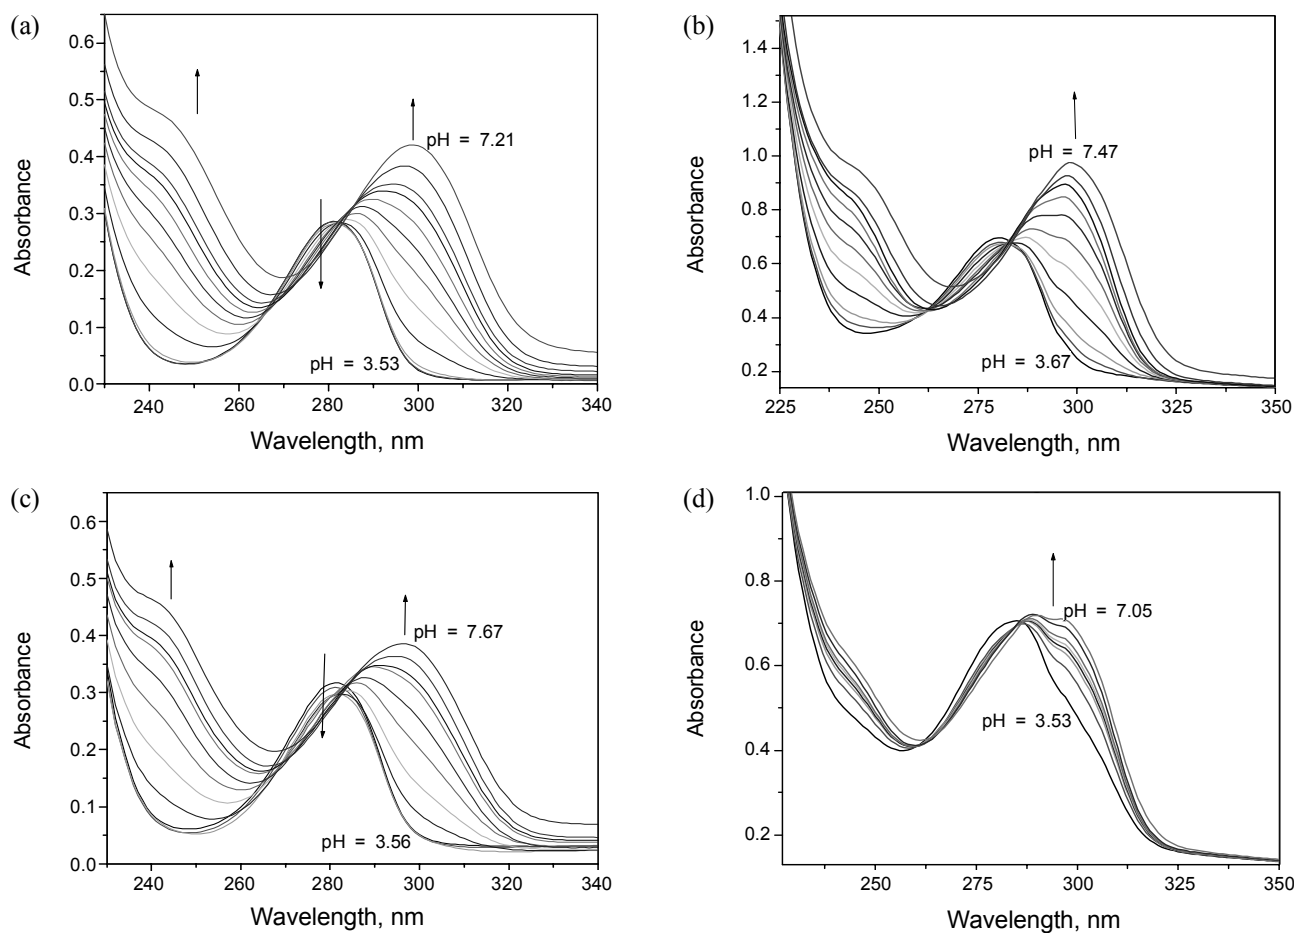 (a)
0.6
0.5
0.4
0.3
0.2
0.1
0.0
Absorbance
pH = 7.21
pH = 3.53
240 260 280 300 320 340
Wavelength, nm
(b)
1.4
1.2
1.0
0.8
0.6
0.4
0.2
Absorbance
pH = 7.47
pH = 3.67
225 250 275 300 325 350
Wavelength, nm
(c)
0.6
0.5
0.4
0.3
0.2
0.1
0.0
Absorbance
pH = 7.67
pH = 3.56
240 260 280 300 320 340
Wavelength, nm
(d)
1.0
0.8
0.6
0.4
0.2
Absorbance
pH = 7.05
pH = 3.53
250 275 300 325 350
Wavelength, nm